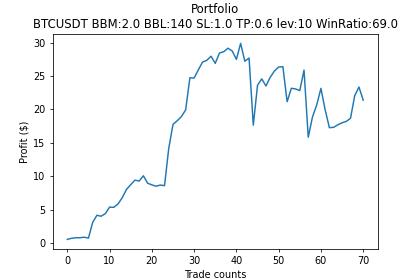 Portfolio
BTCUSDT BBM:2.0 BBL:140 SL:1.0 TP:0.6 lev:10 WinRatio:69.0
30
25
20
15
10
5
0
Profit ($)
0 10 20 30 40 50 60 70
Trade counts